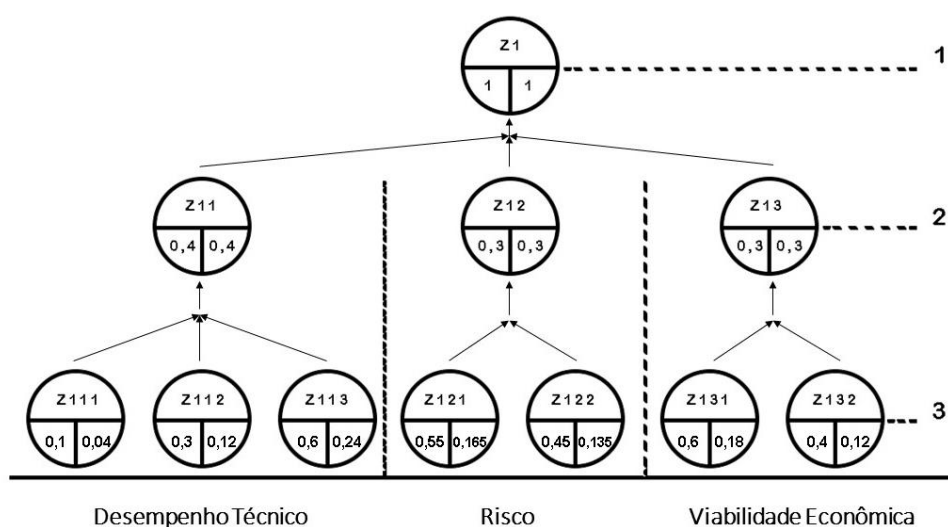 Z1
1
1 1
Z11
Z12
Z13
2
0,4 0,4
0,3 0,3
0,3 0,3
Z111
Z112
Z113
Z121
Z122
Z131
Z132
3
0,1 0,04
0,3 0,12
0,6 0,24
0,55 0,165
0,45 0,135
0,6 0,18
0,4 0,12
Desempenho Técnico
Risco
Viabilidade Econômica